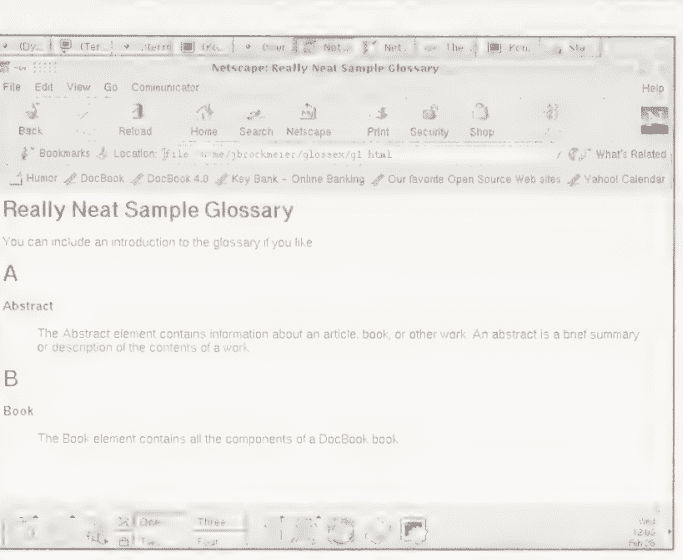 Netscape: Really Neat Sample Glossary
File Edit View Go Communicator Help
Back Reload Home Search Netscape Print Security Shop
Bookmarks Location: What's Related
Humor DocBook DocBook 4.0 Key Bank - Online Banking Our favorite Open Source Web sites Yahoo! Calendar
Really Neat Sample Glossary
You can include an introduction to the glossary if you like
A
Abstract
The Abstract element contains information about an article, book, or other work. An abstract is a brief summary
or description of the contents of a work.
B
Book
The Book element contains all the components of a DocBook book.
One Three
Four
Wed